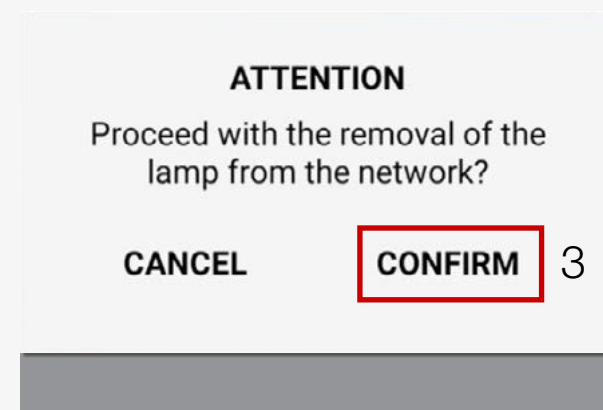 ATTENTION
Proceed with the removal of the
lamp from the network?
CANCEL CONFIRM 3